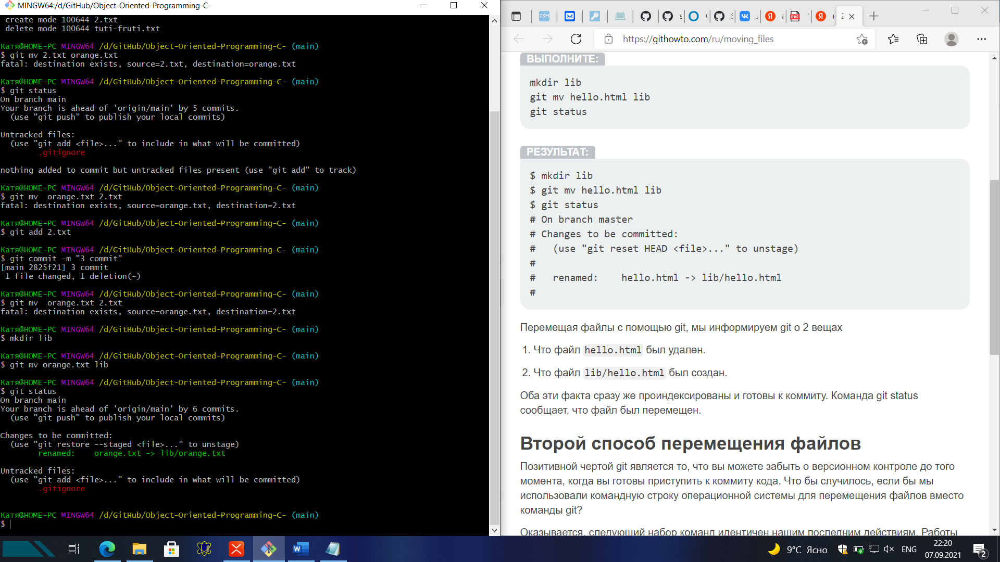 MINGW64:/d/GitHub/Object-Oriented-Programming-C-
create mode 100644 2.txt
delete mode 100644 tuti-fruti.txt
Катя@HOME-PC MINGW64 /d/GitHub/Object-Oriented-Programming-C- (main)
$ git mv 2.txt orange.txt
fatal: destination exists, source=2.txt, destination=orange.txt
Катя@HOME-PC MINGW64 /d/GitHub/Object-Oriented-Programming-C- (main)
$ git status
On branch main
Your branch is ahead of 'origin/main' by 5 commits.
(use "git push" to publish your local commits)
Untracked files:
(use "git add <file>..." to include in what will be committed)
.gitignore
nothing added to commit but untracked files present (use "git add" to track)
Катя@HOME-PC MINGW64 /d/GitHub/Object-Oriented-Programming-C- (main)
$ git mv  orange.txt 2.txt
fatal: destination exists, source=orange.txt, destination=2.txt
Катя@HOME-PC MINGW64 /d/GitHub/Object-Oriented-Programming-C- (main)
$ git add 2.txt
Катя@HOME-PC MINGW64 /d/GitHub/Object-Oriented-Programming-C- (main)
$ git commit -m "3 commit"
[main 2825f21] 3 commit
1 file changed, 1 deletion(-)
Катя@HOME-PC MINGW64 /d/GitHub/Object-Oriented-Programming-C- (main)
$ git mv  orange.txt 2.txt
fatal: destination exists, source=orange.txt, destination=2.txt
Катя@HOME-PC MINGW64 /d/GitHub/Object-Oriented-Programming-C- (main)
$ mkdir lib
Катя@HOME-PC MINGW64 /d/GitHub/Object-Oriented-Programming-C- (main)
$ git mv orange.txt lib
Катя@HOME-PC MINGW64 /d/GitHub/Object-Oriented-Programming-C- (main)
$ git status
On branch main
Your branch is ahead of 'origin/main' by 6 commits.
(use "git push" to publish your local commits)
Changes to be committed:
(use "git restore --staged <file>..." to unstage)
renamed:    orange.txt -> lib/orange.txt
Untracked files:
(use "git add <file>..." to include in what will be committed)
.gitignore
Катя@HOME-PC MINGW64 /d/GitHub/Object-Oriented-Programming-C- (main)
$
https://githowto.com/ru/moving_files
ВЫПОЛНИТЕ:
mkdir lib
git mv hello.html lib
git status
РЕЗУЛЬТАТ:
$ mkdir lib
$ git mv hello.html lib
$ git status
# On branch master
# Changes to be committed:
#   (use "git reset HEAD <file>..." to unstage)
#
#   renamed:    hello.html -> lib/hello.html
#
Перемещая файлы с помощью git, мы информируем git о 2 вещах
1. Что файл hello.html был удален.
2. Что файл lib/hello.html был создан.
Оба эти факта сразу же проиндексированы и готовы к коммиту. Команда git status
сообщает, что файл был перемещен.
Второй способ перемещения файлов
Позитивной чертой git является то, что вы можете забыть о версионном контроле до того
момента, когда вы готовы приступить к коммиту кода. Что бы случилось, если бы мы
использовали командную строку операционной системы для перемещения файлов вместо
команды git?
Оказывается, следующий набор команд идентичен нашим последним действиям. Работы
9°C Ясно
ENG
22:20
07.09.2021
2